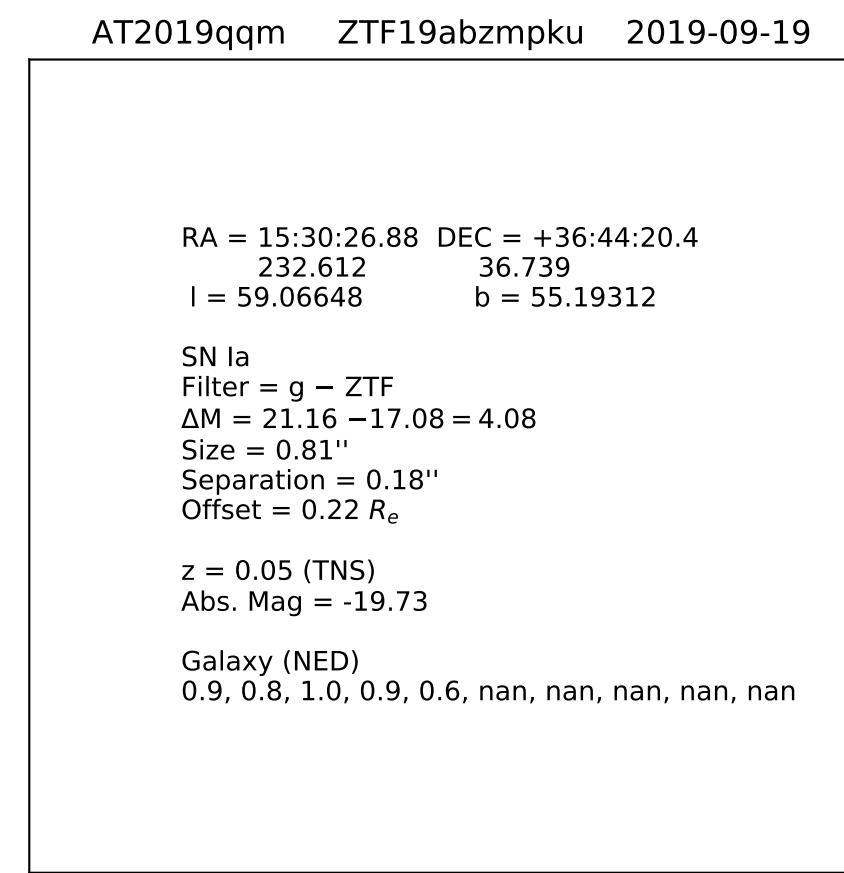 AT2019qqm ZTF19abzmpku 2019-09-19
RA = 15:30:26.88 DEC = +36:44:20.4
232.612 36.739
l = 59.06648 b = 55.19312
SN Ia
Filter = g − ZTF
ΔM = 21.16 −17.08 = 4.08
Size = 0.81''
Separation = 0.18''
Offset = 0.22 Re
z = 0.05 (TNS)
Abs. Mag = -19.73
Galaxy (NED)
0.9, 0.8, 1.0, 0.9, 0.6, nan, nan, nan, nan, nan